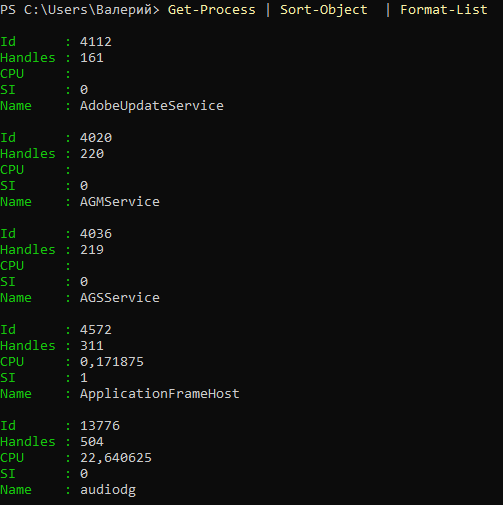 PS C:\Users\Валерий> Get-Process | Sort-Object  | Format-List
Id      : 4112
Handles : 161
CPU     :
SI      : 0
Name    : AdobeUpdateService
Id      : 4020
Handles : 220
CPU     :
SI      : 0
Name    : AGMService
Id      : 4036
Handles : 219
CPU     :
SI      : 0
Name    : AGSService
Id      : 4572
Handles : 311
CPU     : 0,171875
SI      : 1
Name    : ApplicationFrameHost
Id      : 13776
Handles : 504
CPU     : 22,640625
SI      : 0
Name    : audiodg